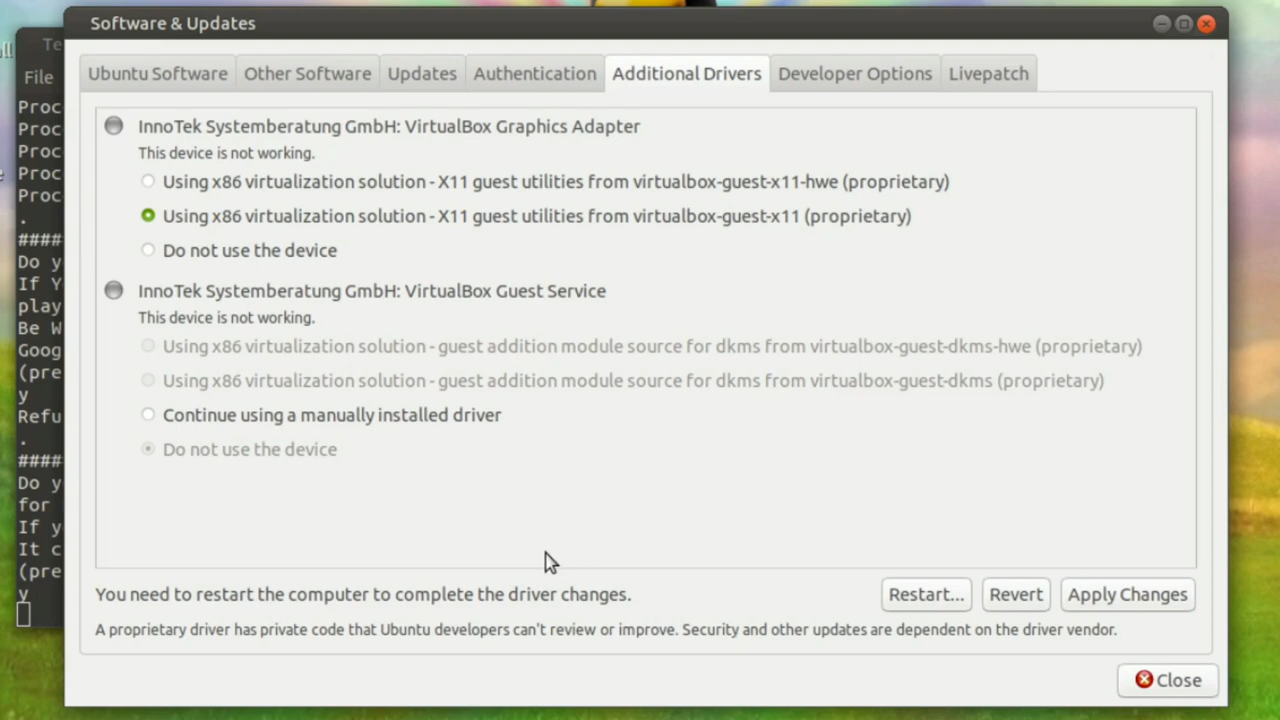 Software & Updates
Te
File
Ubuntu Software
Other Software
Updates
Authentication
Additional Drivers
Developer Options
Livepatch
Proc
Proc
Proc
Proc
Proc
.
####
Do y
If Y
play
Be W
Goog
(pre
y
Refu
.
####
Do y
for
If y
It c
(pre
y
InnoTek Systemberatung GmbH: VirtualBox Graphics Adapter
This device is not working.
Using x86 virtualization solution - X11 guest utilities from virtualbox-guest-x11-hwe (proprietary)
Using x86 virtualization solution - X11 guest utilities from virtualbox-guest-x11 (proprietary)
Do not use the device
InnoTek Systemberatung GmbH: VirtualBox Guest Service
This device is not working.
Using x86 virtualization solution - guest addition module source for dkms from virtualbox-guest-dkms-hwe (proprietary)
Using x86 virtualization solution - guest addition module source for dkms from virtualbox-guest-dkms (proprietary)
Continue using a manually installed driver
Do not use the device
You need to restart the computer to complete the driver changes.
Restart...
Revert
Apply Changes
A proprietary driver has private code that Ubuntu developers can't review or improve. Security and other updates are dependent on the driver vendor.
Close